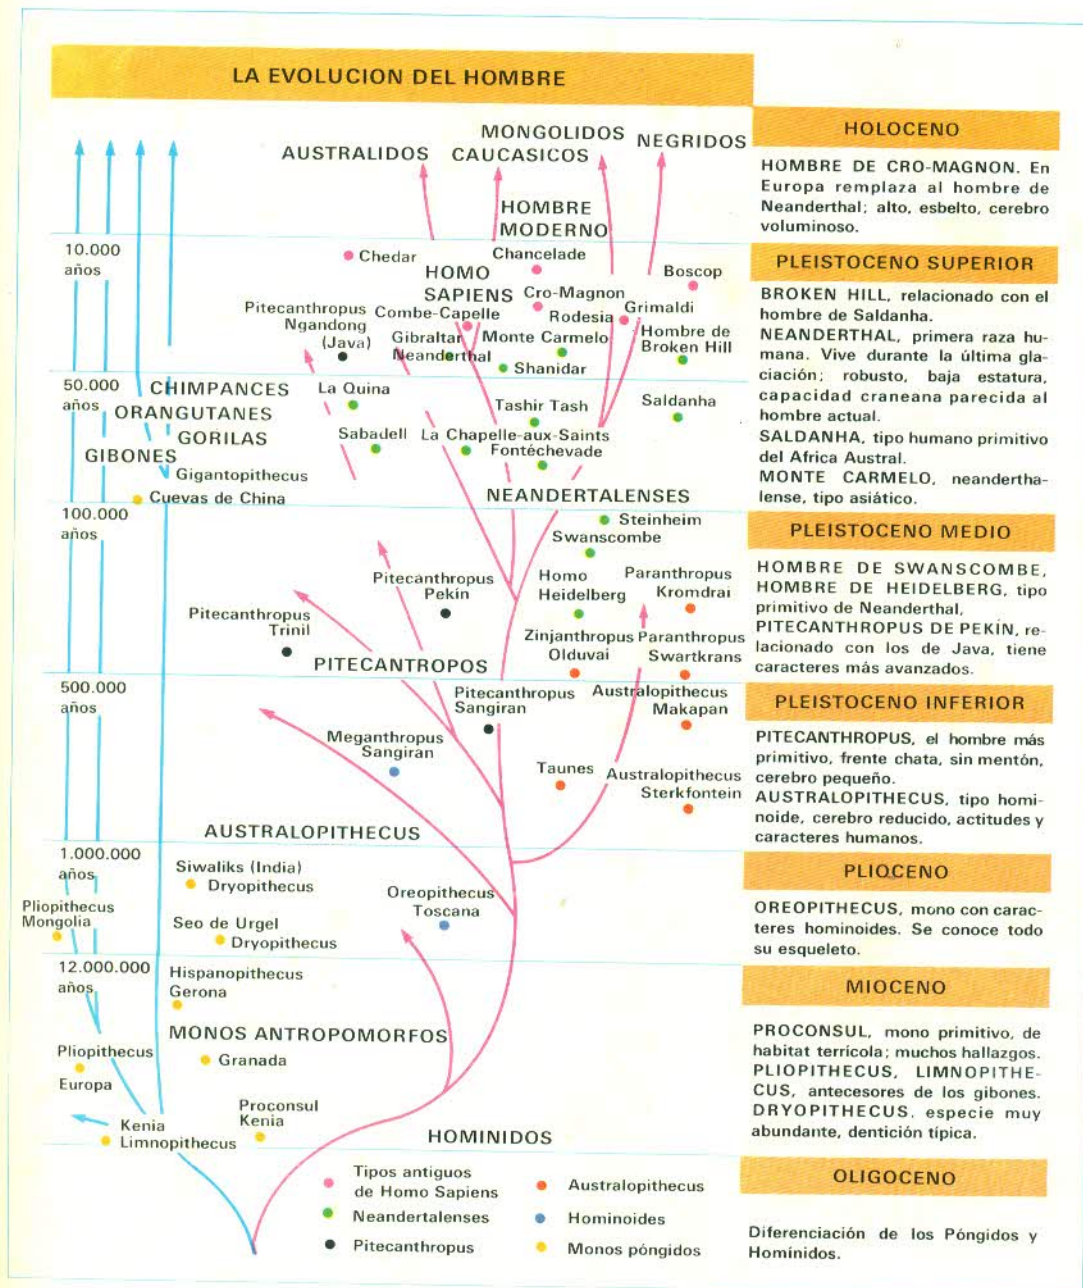 LA EVOLUCION DEL HOMBRE
AUSTRALIDOS
MONGOLIDOS
CAUCASICOS
NEGRIDOS
HOMBRE
MODERNO
10.000
años
Chedar
Chancelade
HOMO
SAPIENS
Boscop
Cro-Magnon
Pitecanthropus
Ngandong
(Java)
Combe-Capelle
Rodesia
Grimaldi
Gibraltar
Neanderthal
Monte Carmelo
Hombre de
Broken Hill
Shanidar
50.000
años
CHIMPANCES
ORANGUTANES
GORILAS
GIBONES
La Quina
Tashir Tash
Saldanha
Sabadell
La Chapelle-aux-Saints
Fontéchevade
Gigantopithecus
Cuevas de China
NEANDERTALENSES
100.000
años
Steinheim
Swanscombe
Pitecanthropus
Pekín
Homo
Heidelberg
Paranthropus
Kromdrai
Pitecanthropus
Trinil
Zinjanthropus
Olduvai
Paranthropus
Swartkrans
PITECANTROPOS
500.000
años
Pitecanthropus
Sangiran
Australopithecus
Makapan
Meganthropus
Sangiran
Taunes
Australopithecus
Sterkfontein
AUSTRALOPITHECUS
1.000.000
años
Siwaliks (India)
Dryopithecus
Oreopithecus
Toscana
Pliopithecus
Mongolia
Seo de Urgel
Dryopithecus
12.000.000
años
Hispanopithecus
Gerona
MONOS ANTROPOMORFOS
Pliopithecus
Europa
Granada
Kenia
Limnopithecus
Proconsul
Kenia
HOMINIDOS
Tipos antiguos
de Homo Sapiens
Neandertalenses
Pitecanthropus
Australopithecus
Hominoides
Monos póngidos
HOLOCENO
HOMBRE DE CRO-MAGNON. En
Europa remplaza al hombre de
Neanderthal; alto, esbelto, cerebro
voluminoso.
PLEISTOCENO SUPERIOR
BROKEN HILL, relacionado con el
hombre de Saldanha.
NEANDERTHAL, primera raza hu-
mana. Vive durante la última gla-
ciación; robusto, baja estatura,
capacidad craneana parecida al
hombre actual.
SALDANHA, tipo humano primitivo
del Africa Austral.
MONTE CARMELO, neandertha-
lense, tipo asiático.
PLEISTOCENO MEDIO
HOMBRE DE SWANSCOMBE,
HOMBRE DE HEIDELBERG, tipo
primitivo de Neanderthal,
PITECANTHROPUS DE PEKÍN, re-
lacionado con los de Java, tiene
caracteres más avanzados.
PLEISTOCENO INFERIOR
PITECANTHROPUS, el hombre más
primitivo, frente chata, sin mentón,
cerebro pequeño.
AUSTRALOPITHECUS, tipo homi-
noide, cerebro reducido, actitudes y
caracteres humanos.
PLIOCENO
OREOPITHECUS, mono con carac-
teres hominoides. Se conoce todo
su esqueleto.
MIOCENO
PROCONSUL, mono primitivo, de
habitat terrícola; muchos hallazgos.
PLIOPITHECUS, LIMNOPITHE-
CUS, antecesores de los gibones.
DRYOPITHECUS. especie muy
abundante, dentición típica.
OLIGOCENO
Diferenciación de los Póngidos y
Homínidos.